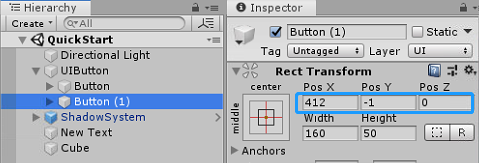 Hierarchy
Create
All
QuickStart
Directional Light
UIButton
Button
Button (1)
ShadowSystem
New Text
Cube
Inspector
Button (1)
Static
Tag Untagged Layer UI
Rect Transform
center
middle
Pos X Pos Y Pos Z
412 -1 0
Width Height
160 50
R
Anchors